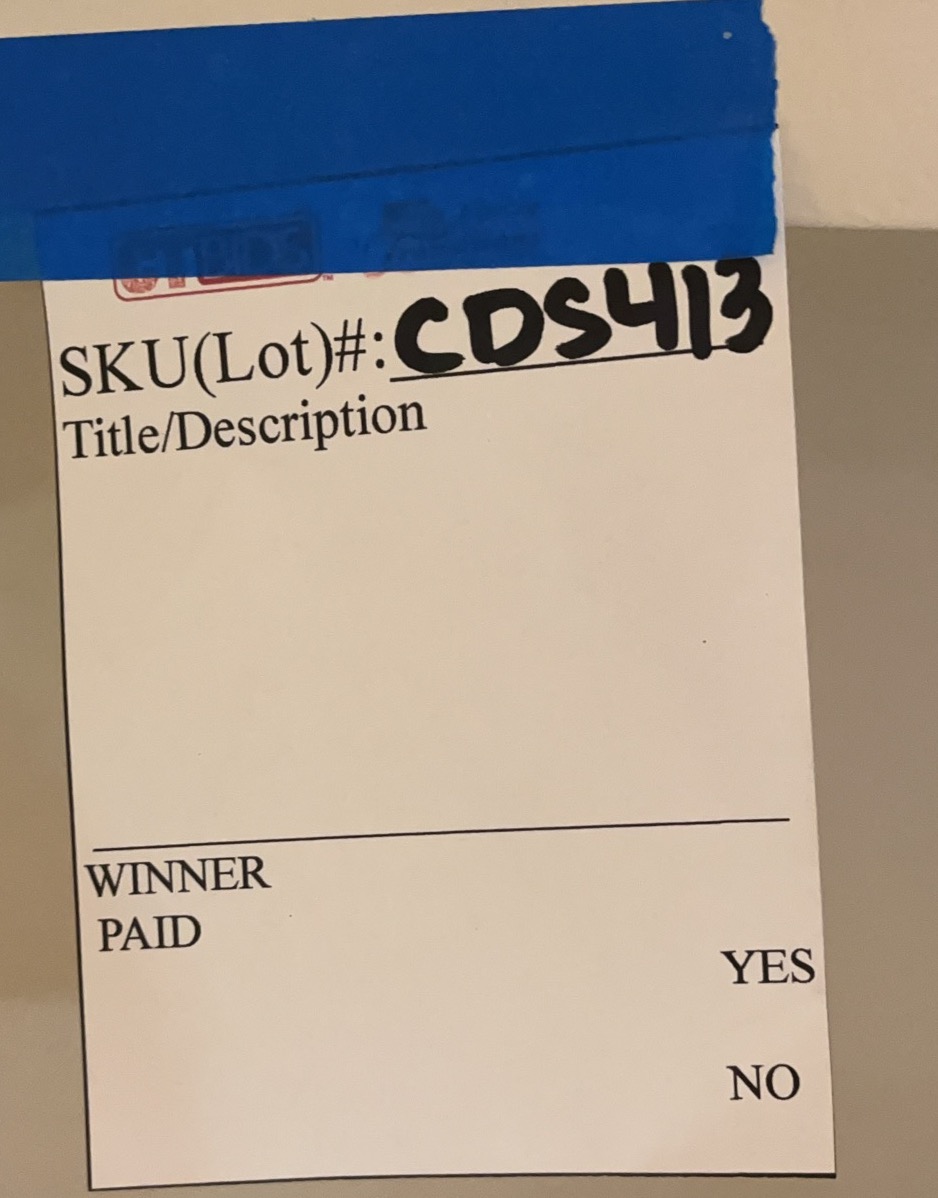 SKU(Lot)#: CDS413
Title/Description
WINNER
PAID
YES
NO